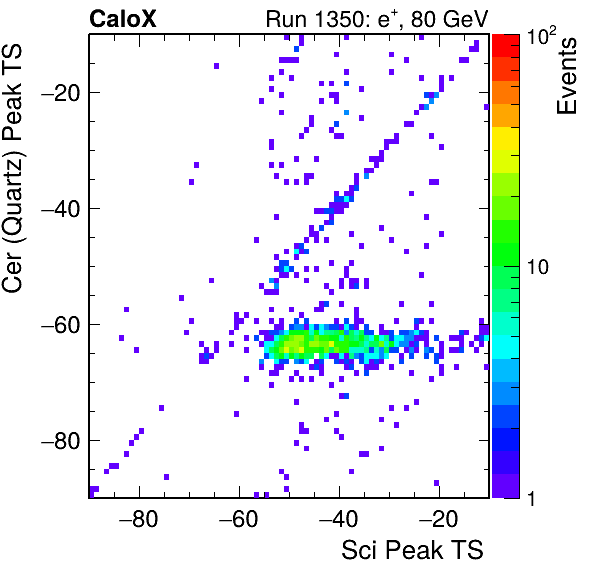 CaloX Run 1350: e⁺, 80 GeV
Cer (Quartz) Peak TS
−20
−40
−60
−80
−80 −60 −40 −20
Sci Peak TS
10²
10
1
Events